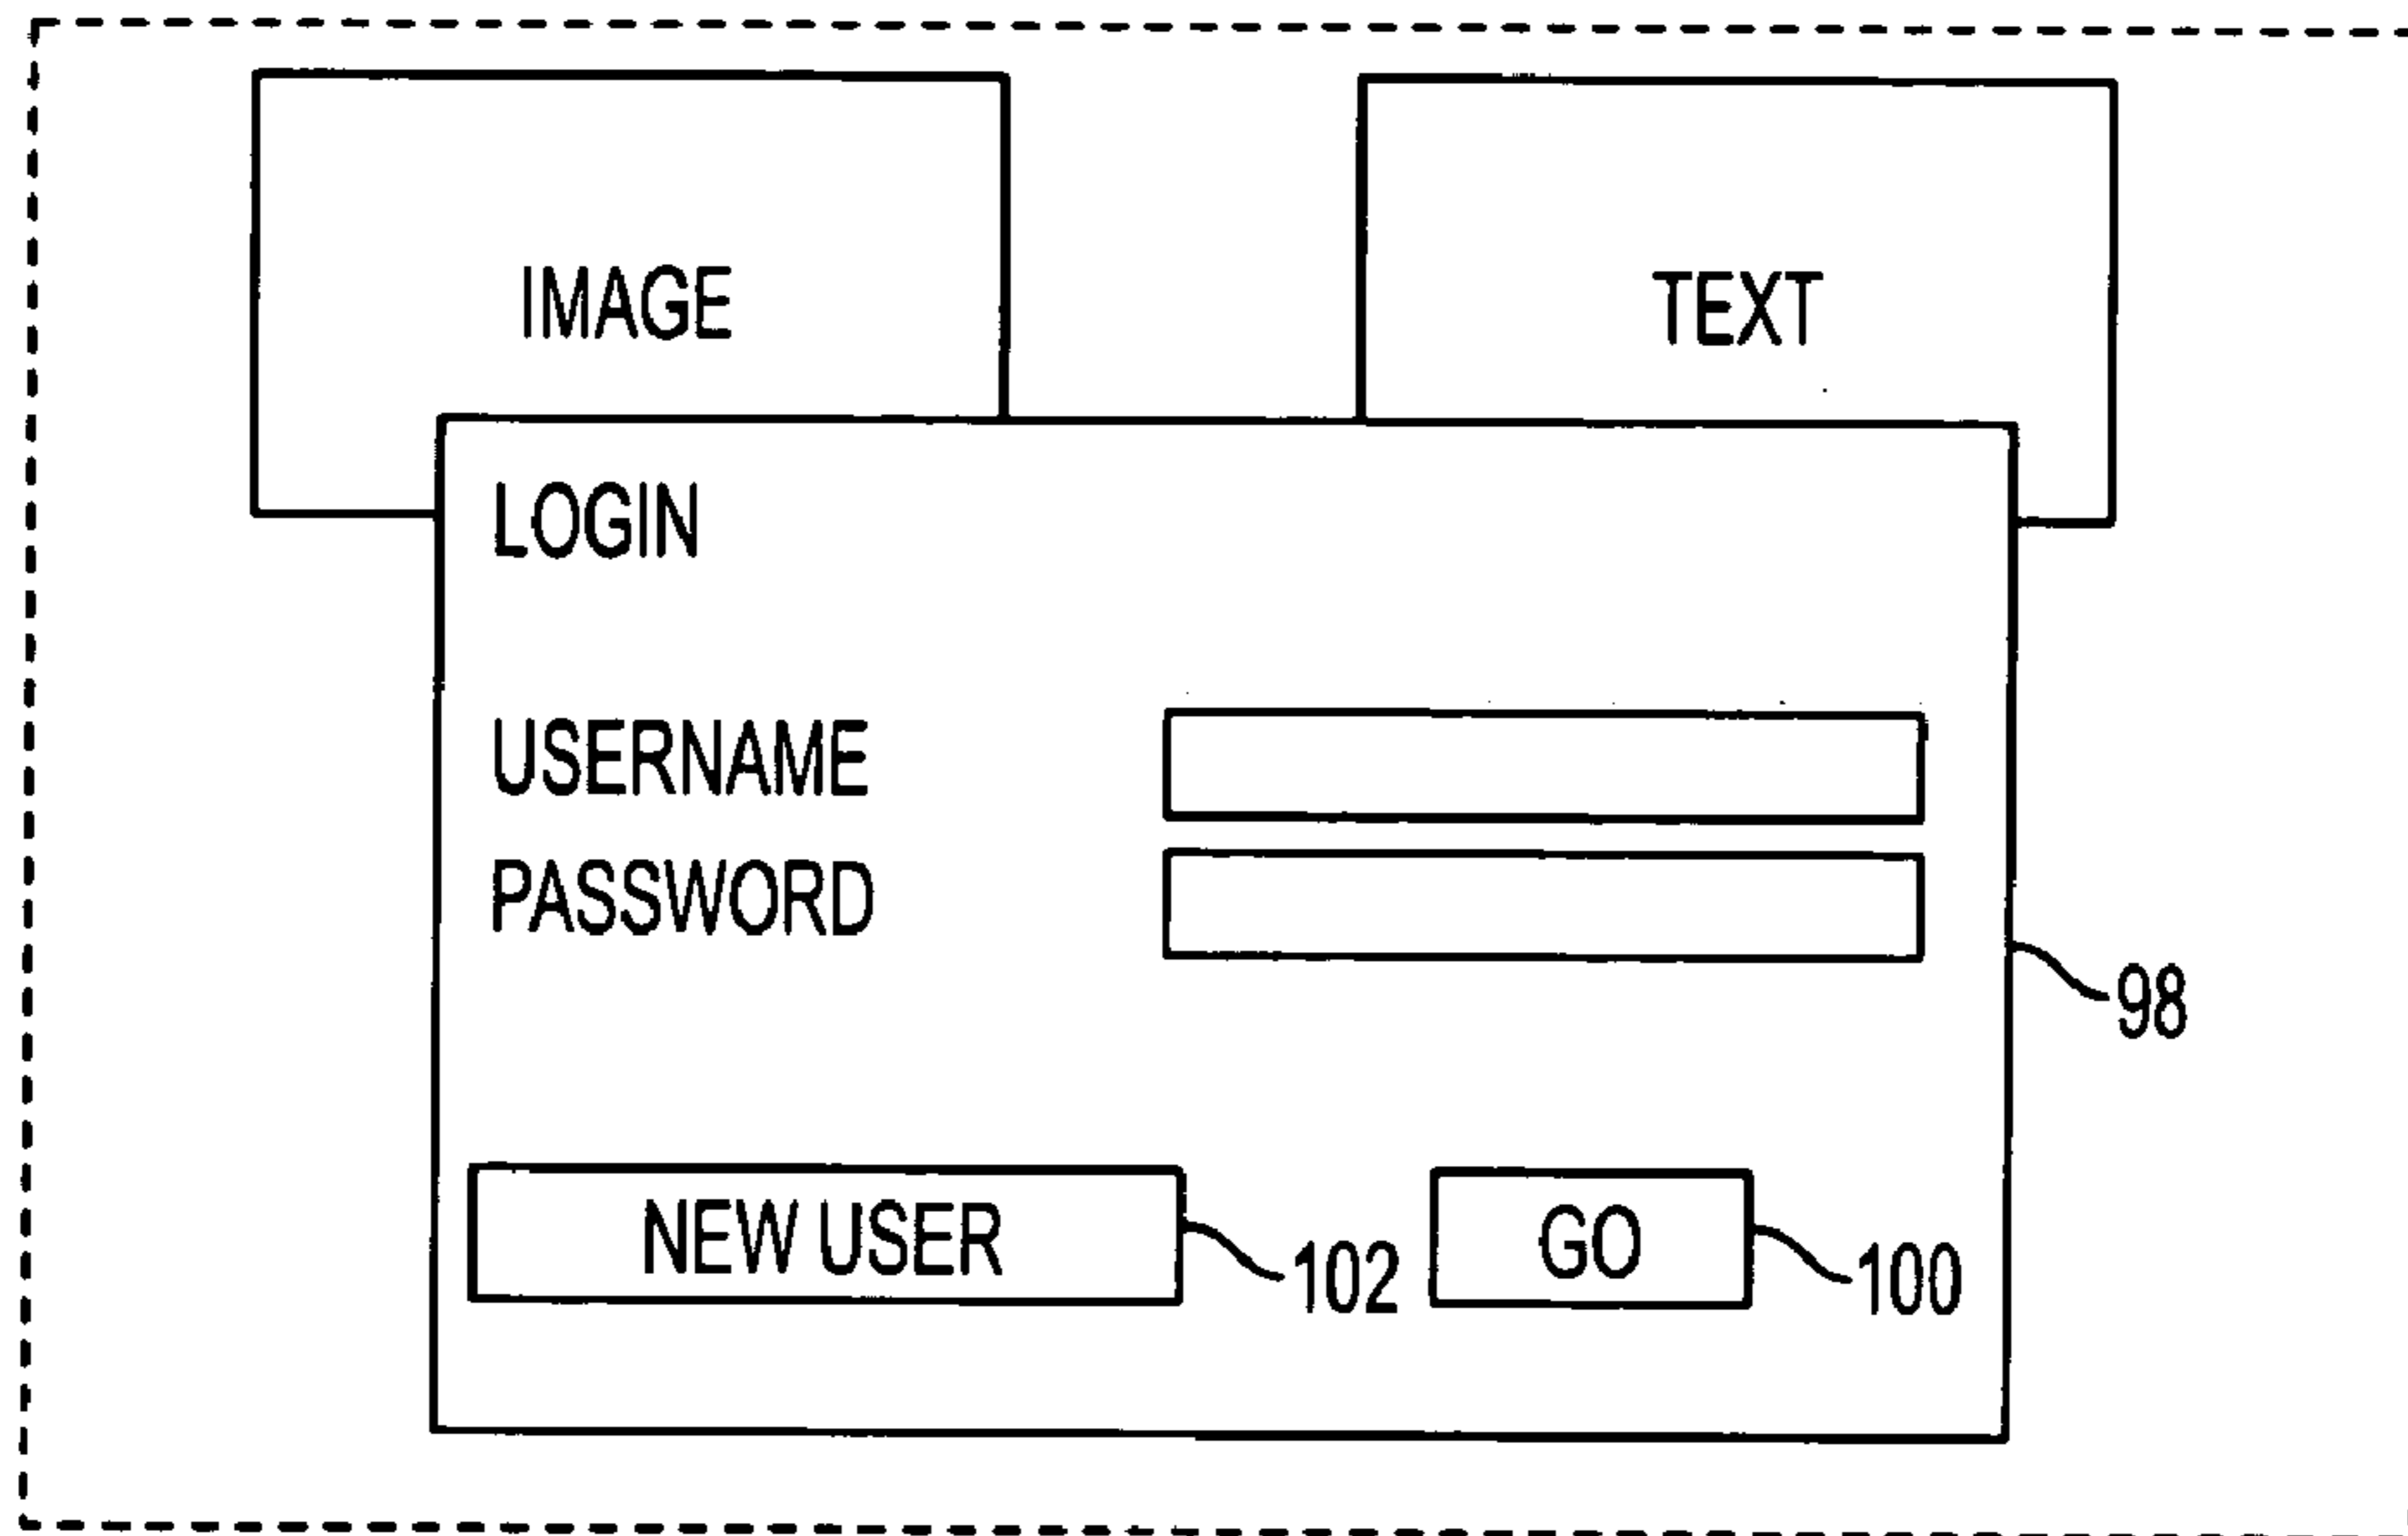 IMAGE
TEXT
LOGIN
USERNAME
PASSWORD
98
NEW USER
102
GO
100